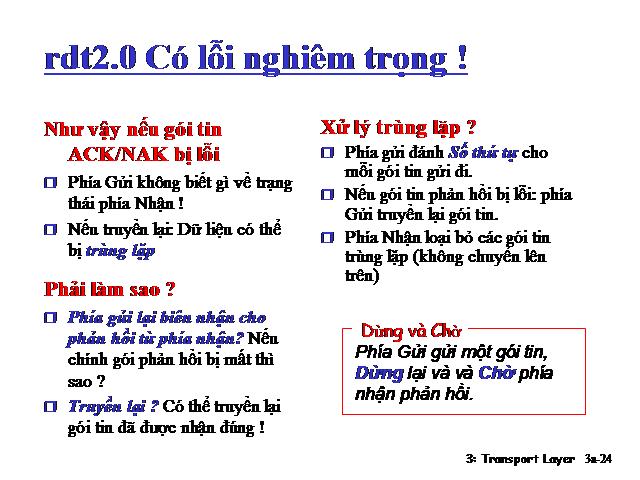 rdt2.0 Có lỗi nghiêm trọng !
Như vậy nếu gói tin
ACK/NAK bị lỗi
Phía Gửi không biết gì về trạng
thái phía Nhận !
Nếu truyền lại: Dữ liệu có thể
bị trùng lặp
Phải làm sao ?
Phía gửi lại biên nhận cho
phản hồi từ phía nhận? Nếu
chính gói phản hồi bị mất thì
sao ?
Truyền lại ? Có thể truyền lại
gói tin đã được nhận đúng !
Xử lý trùng lặp ?
Phía gửi đánh Số thứ tự cho
mỗi gói tin gửi đi.
Nếu gói tin phản hồi bị lỗi: phía
Gửi truyền lại gói tin.
Phía Nhận loại bỏ các gói tin
trùng lặp (không chuyển lên
trên)
Dừng và Chờ
Phía Gửi gửi một gói tin,
Dừng lại và và Chờ phía
nhận phản hồi.
3: Transport Layer 3a-24